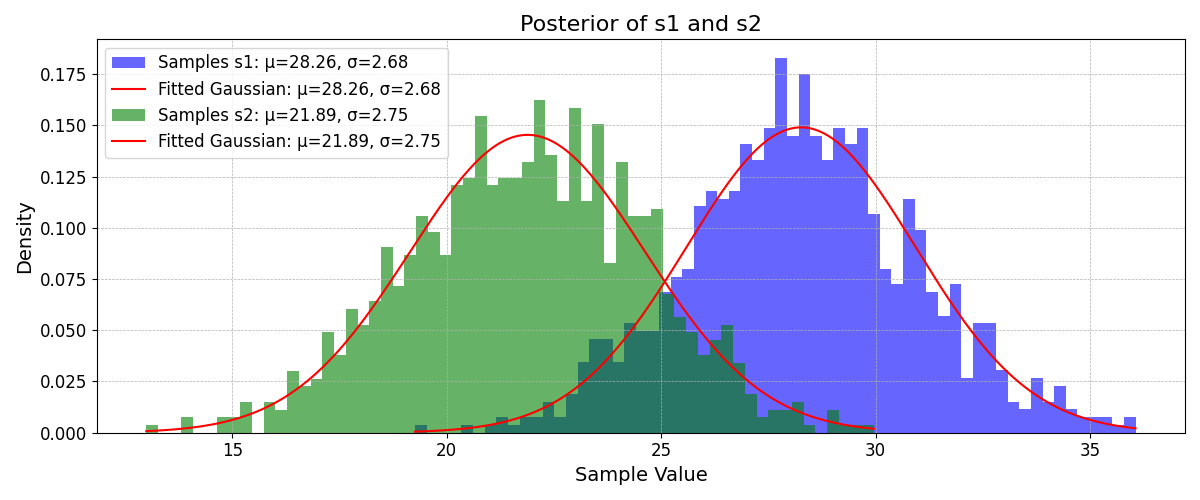 Posterior of s1 and s2
Samples s1: μ=28.26, σ=2.68
Fitted Gaussian: μ=28.26, σ=2.68
Samples s2: μ=21.89, σ=2.75
Fitted Gaussian: μ=21.89, σ=2.75
Density
0.175
0.150
0.125
0.100
0.075
0.050
0.025
0.000
15 20 25 30 35
Sample Value